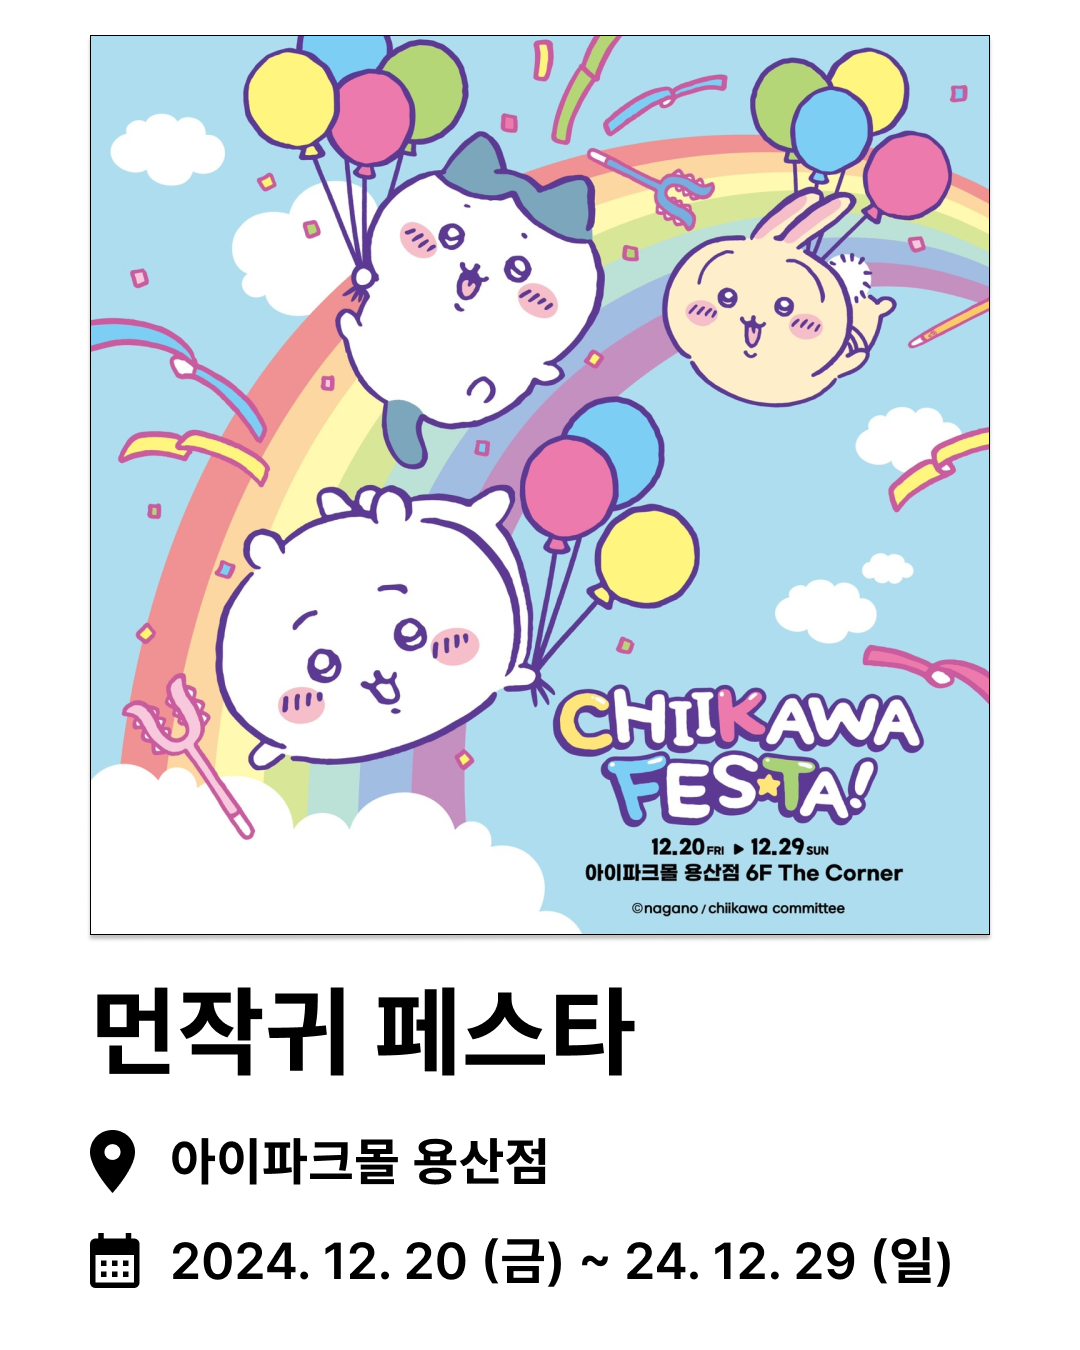 CHIIKAWA
FESTA!
12.20 FRI ▶ 12.29 SUN
아이파크몰 용산점 6F The Corner
©nagano / chiikawa committee
먼작귀 페스타
아이파크몰 용산점
2024. 12. 20 (금) ~ 24. 12. 29 (일)